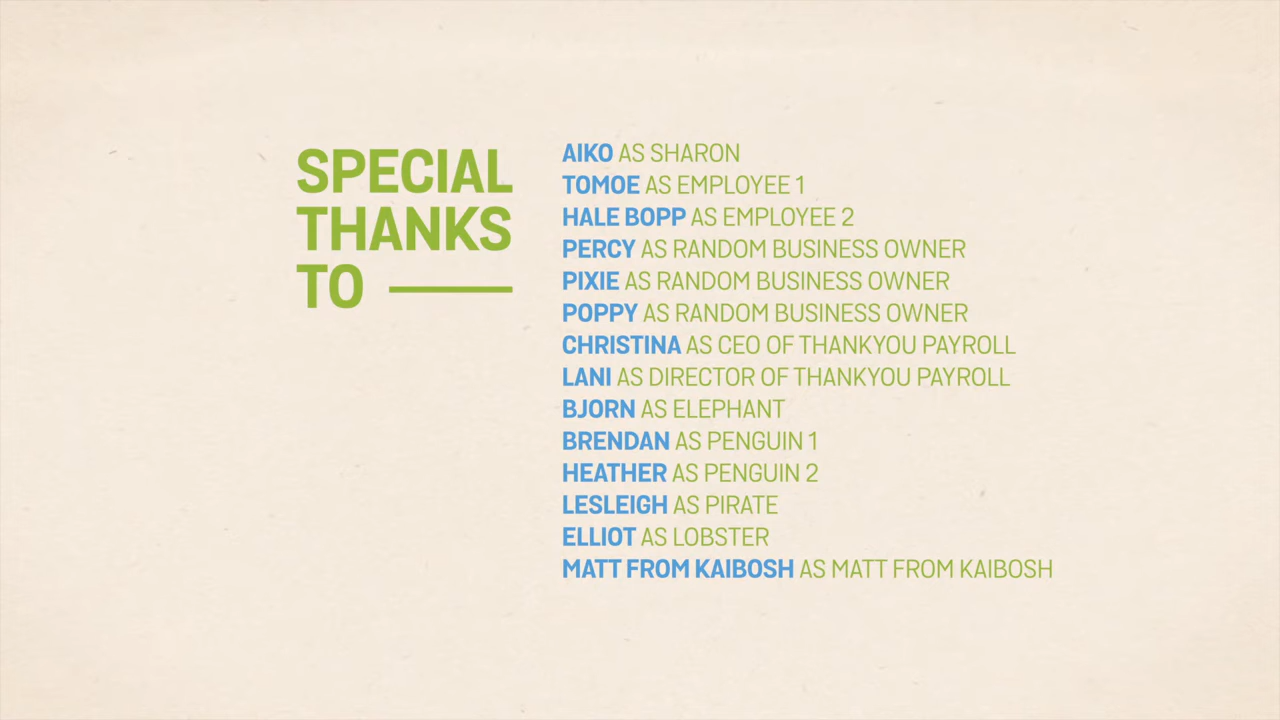 SPECIAL
THANKS
TO
AIKO AS SHARON
TOMOE AS EMPLOYEE 1
HALE BOPP AS EMPLOYEE 2
PERCY AS RANDOM BUSINESS OWNER
PIXIE AS RANDOM BUSINESS OWNER
POPPY AS RANDOM BUSINESS OWNER
CHRISTINA AS CEO OF THANKYOU PAYROLL
LANI AS DIRECTOR OF THANKYOU PAYROLL
BJORN AS ELEPHANT
BRENDAN AS PENGUIN 1
HEATHER AS PENGUIN 2
LESLEIGH AS PIRATE
ELLIOT AS LOBSTER
MATT FROM KAIBOSH AS MATT FROM KAIBOSH